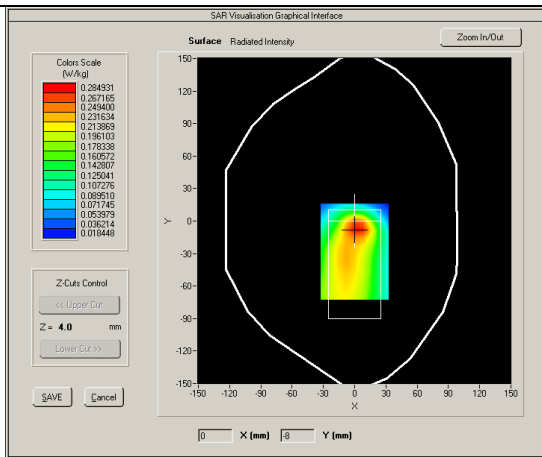 SAR Visualisation Graphical Interface
Surface Radiated Intensity
Zoom In/Out
Colors Scale
(W/kg)
0.284931
0.267165
0.249400
0.231634
0.213869
0.196103
0.178338
0.160572
0.142807
0.125041
0.107276
0.089510
0.071745
0.053979
0.036214
0.018448
Z-Cuts Control
<< Upper Cut
Z = 4.0 mm
Lower Cut >>
SAVE
Cancel
150
120
90
60
30
0
-30
-60
-90
-120
-150
Y
-150 -120 -90 -60 -30 0 30 60 90 120 150
X
0 X (mm) -8 Y (mm)